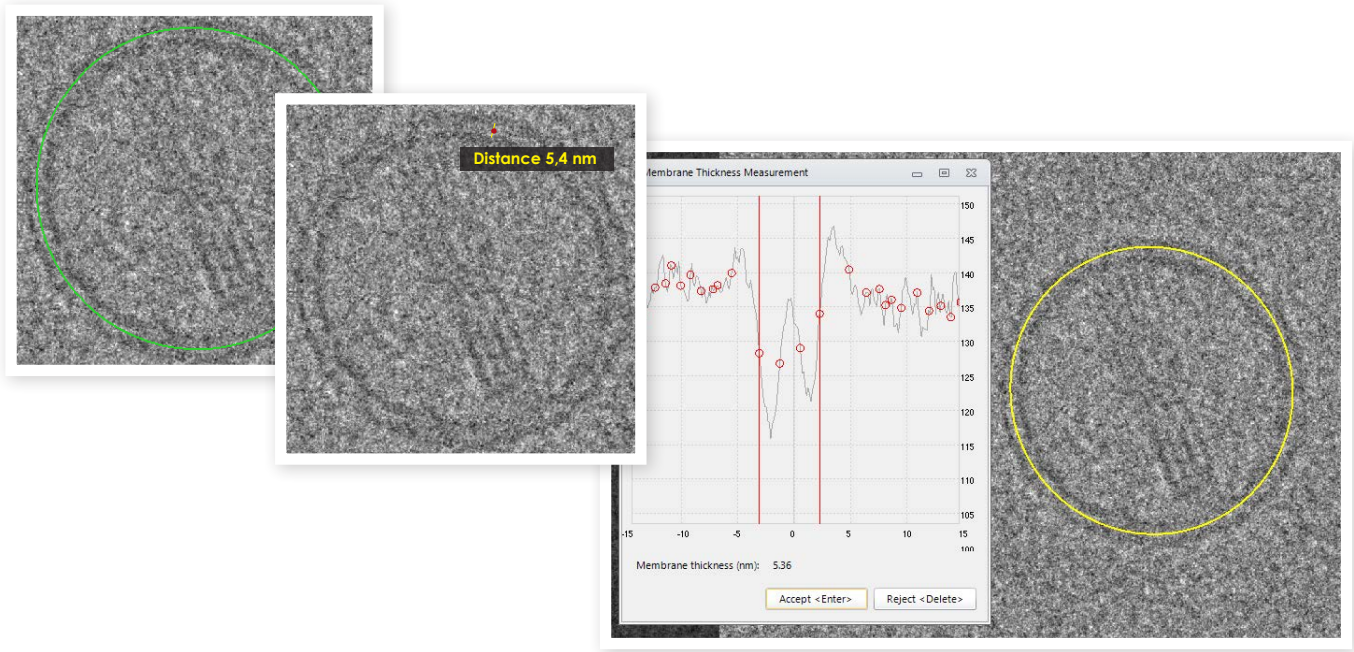 Distance 5,4 nm
Membrane Thickness Measurement
150
145
140
135
130
125
120
115
110
105
100
-15 -10 -5 0 5 10 15
Membrane thickness (nm): 5.36
Accept <Enter> Reject <Delete>